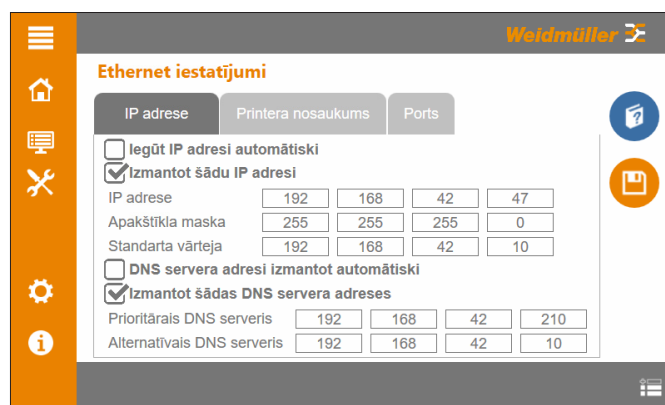 Weidmüller
Ethernet iestatījumi
IP adrese Printera nosaukums Ports
Iegūt IP adresi automātiski
Izmantot šādu IP adresi
IP adrese 192 168 42 47
Apakštīkla maska 255 255 255 0
Standarta vārteja 192 168 42 10
DNS servera adresi izmantot automātiski
Izmantot šādas DNS servera adreses
Prioritārais DNS serveris 192 168 42 210
Alternatīvais DNS serveris 192 168 42 10